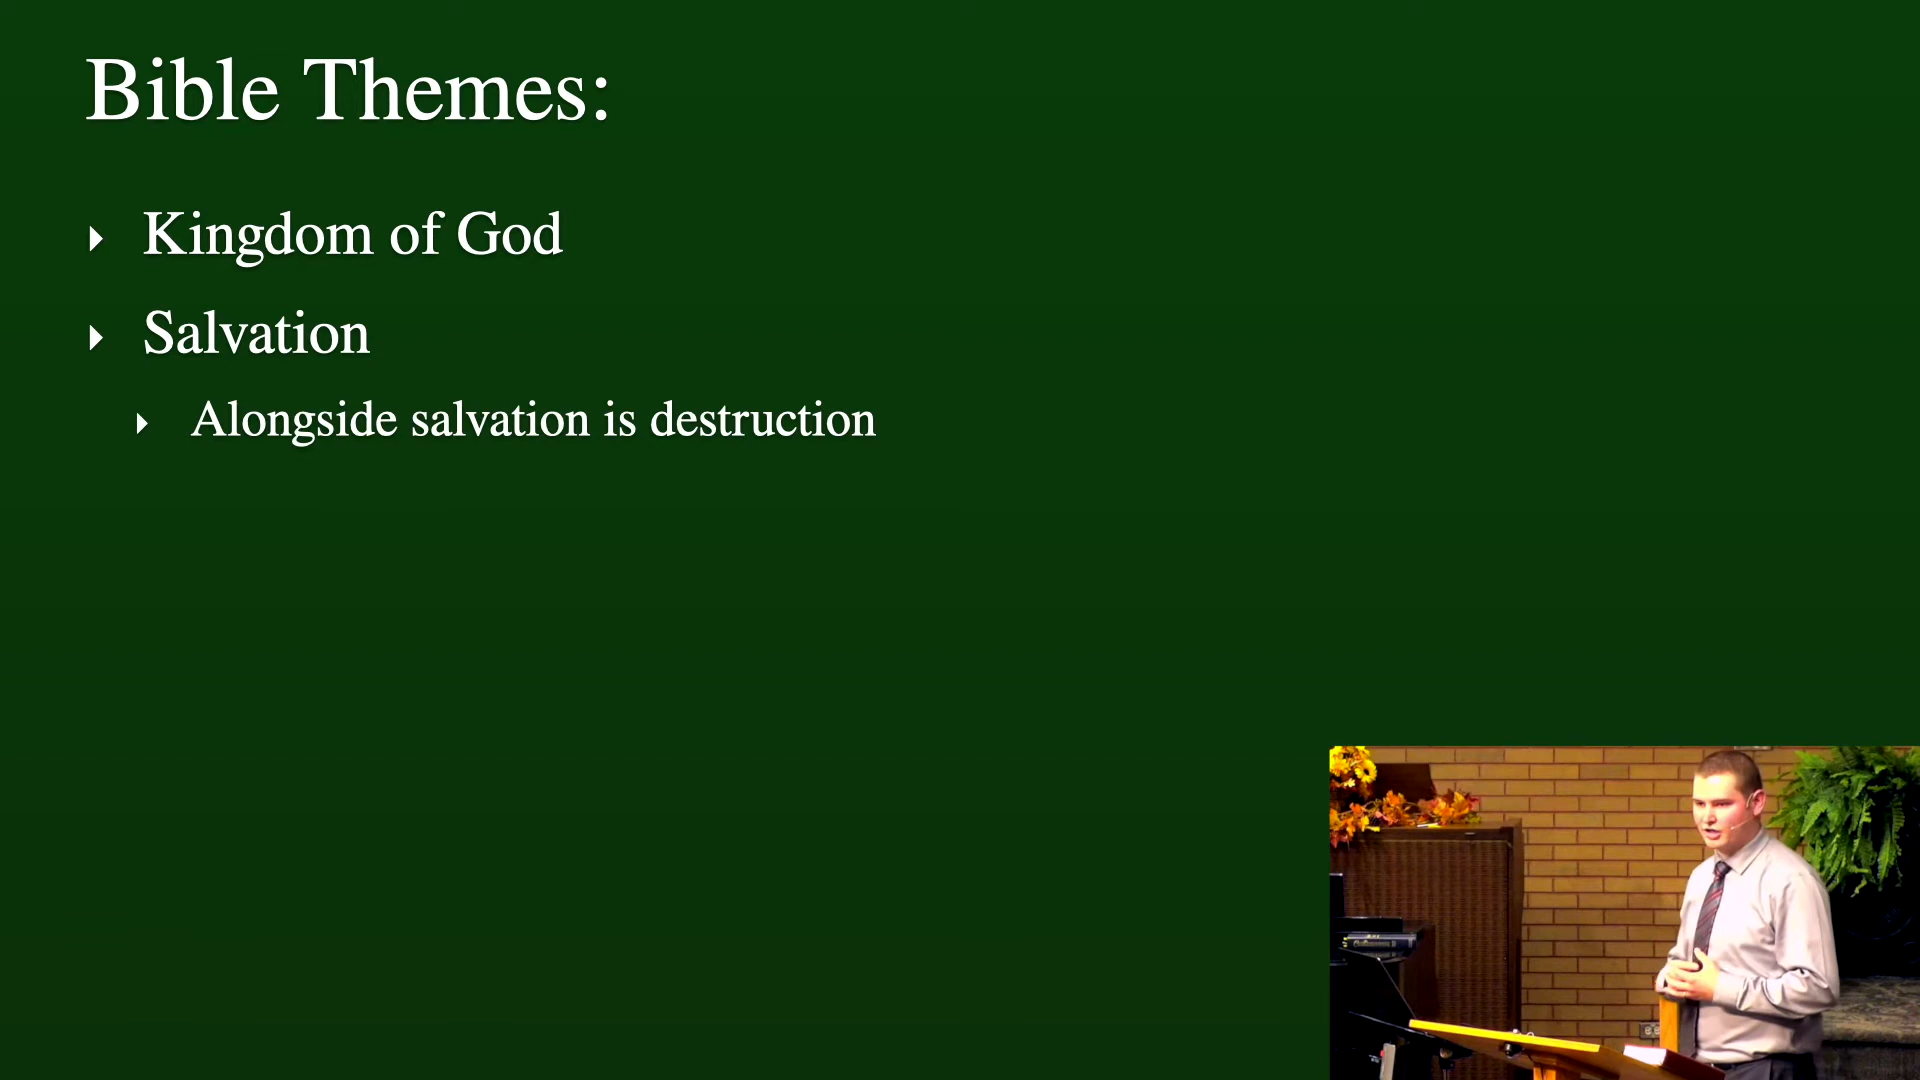 Bible Themes:
Kingdom of God
Salvation
Alongside salvation is destruction